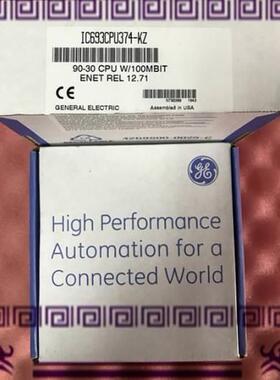 IC693CPU374-KZ
90-30 CPU W/100MBIT
ENET REL 12.71
CE
GENERAL ELECTRIC
Assembled in USA
GE
High Performance
Automation for a
Connected World